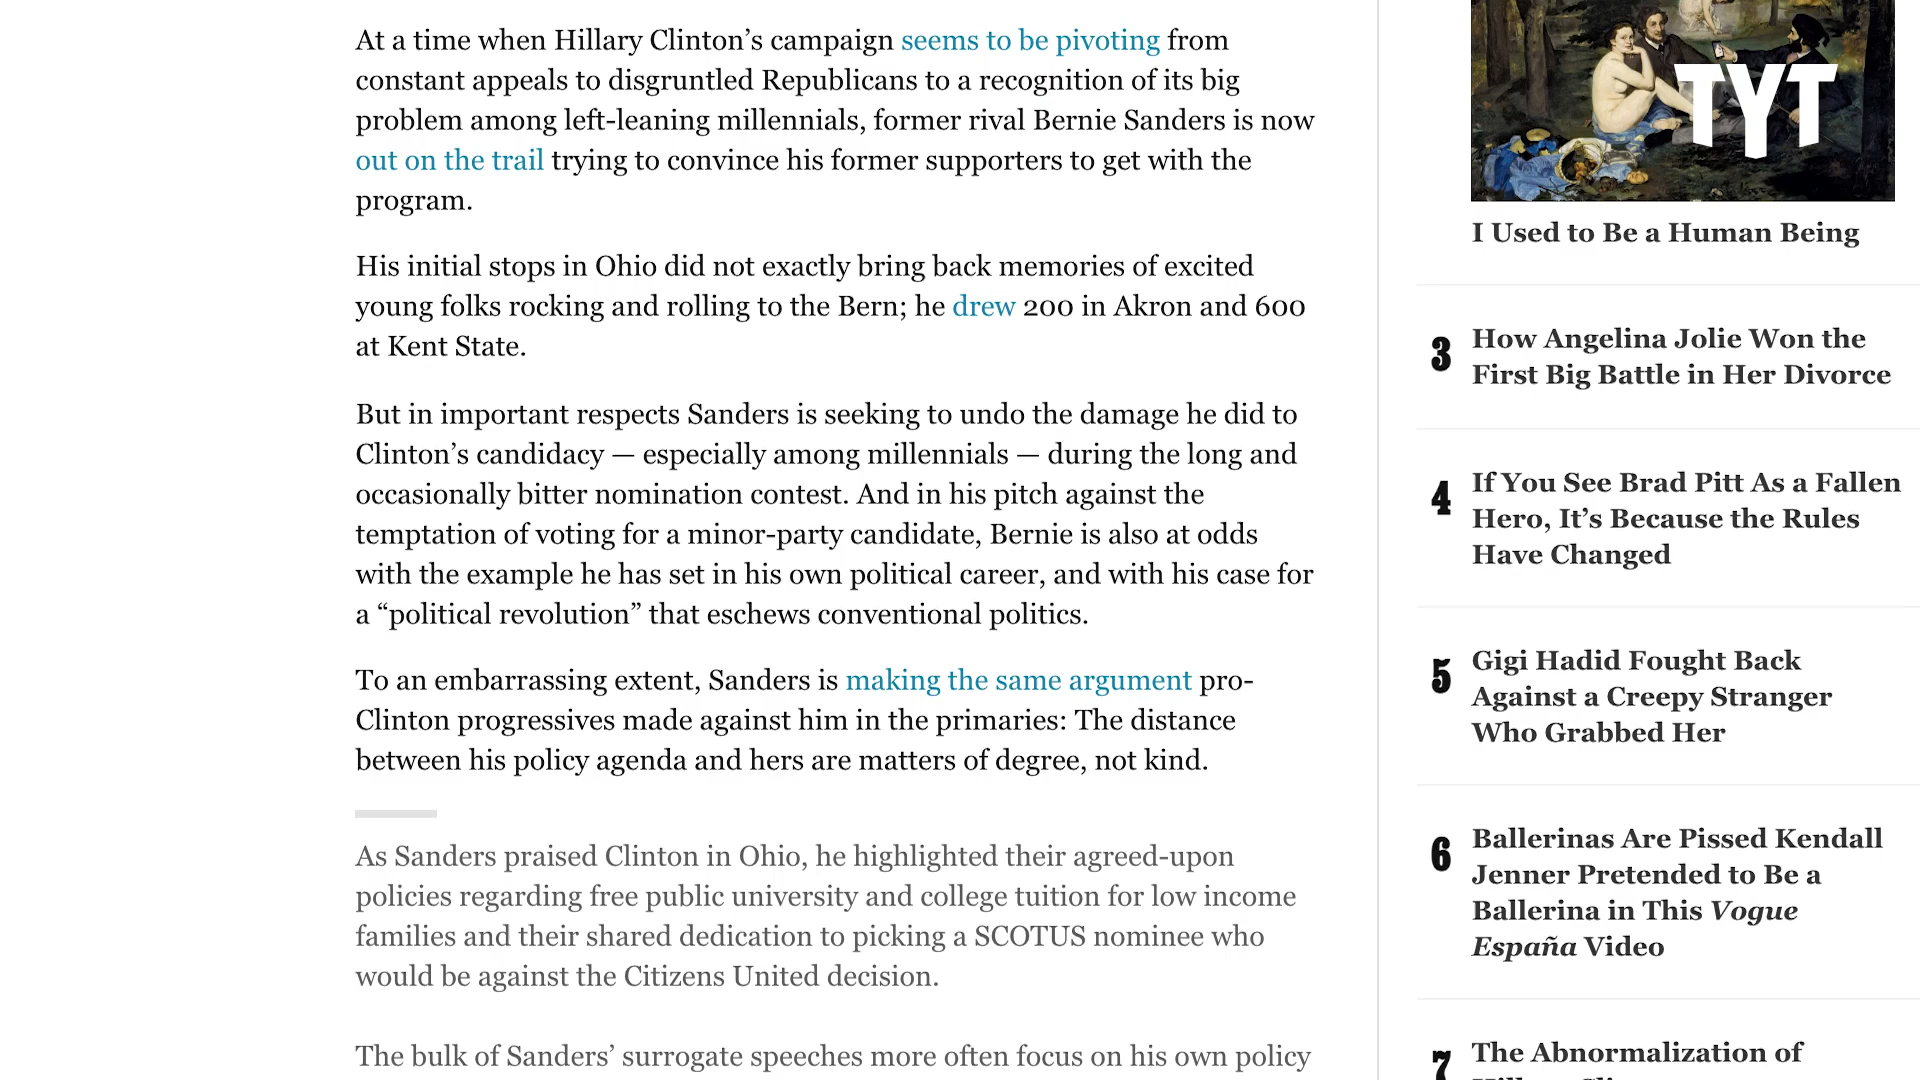 At a time when Hillary Clinton’s campaign seems to be pivoting from
constant appeals to disgruntled Republicans to a recognition of its big
problem among left-leaning millennials, former rival Bernie Sanders is now
out on the trail trying to convince his former supporters to get with the
program.
His initial stops in Ohio did not exactly bring back memories of excited
young folks rocking and rolling to the Bern; he drew 200 in Akron and 600
at Kent State.
But in important respects Sanders is seeking to undo the damage he did to
Clinton’s candidacy — especially among millennials — during the long and
occasionally bitter nomination contest. And in his pitch against the
temptation of voting for a minor-party candidate, Bernie is also at odds
with the example he has set in his own political career, and with his case for
a “political revolution” that eschews conventional politics.
To an embarrassing extent, Sanders is making the same argument pro-
Clinton progressives made against him in the primaries: The distance
between his policy agenda and hers are matters of degree, not kind.
As Sanders praised Clinton in Ohio, he highlighted their agreed-upon
policies regarding free public university and college tuition for low income
families and their shared dedication to picking a SCOTUS nominee who
would be against the Citizens United decision.
The bulk of Sanders’ surrogate speeches more often focus on his own policy
TYT
I Used to Be a Human Being
3
How Angelina Jolie Won the
First Big Battle in Her Divorce
4
If You See Brad Pitt As a Fallen
Hero, It’s Because the Rules
Have Changed
5
Gigi Hadid Fought Back
Against a Creepy Stranger
Who Grabbed Her
6
Ballerinas Are Pissed Kendall
Jenner Pretended to Be a
Ballerina in This Vogue
España Video
7
The Abnormalization of